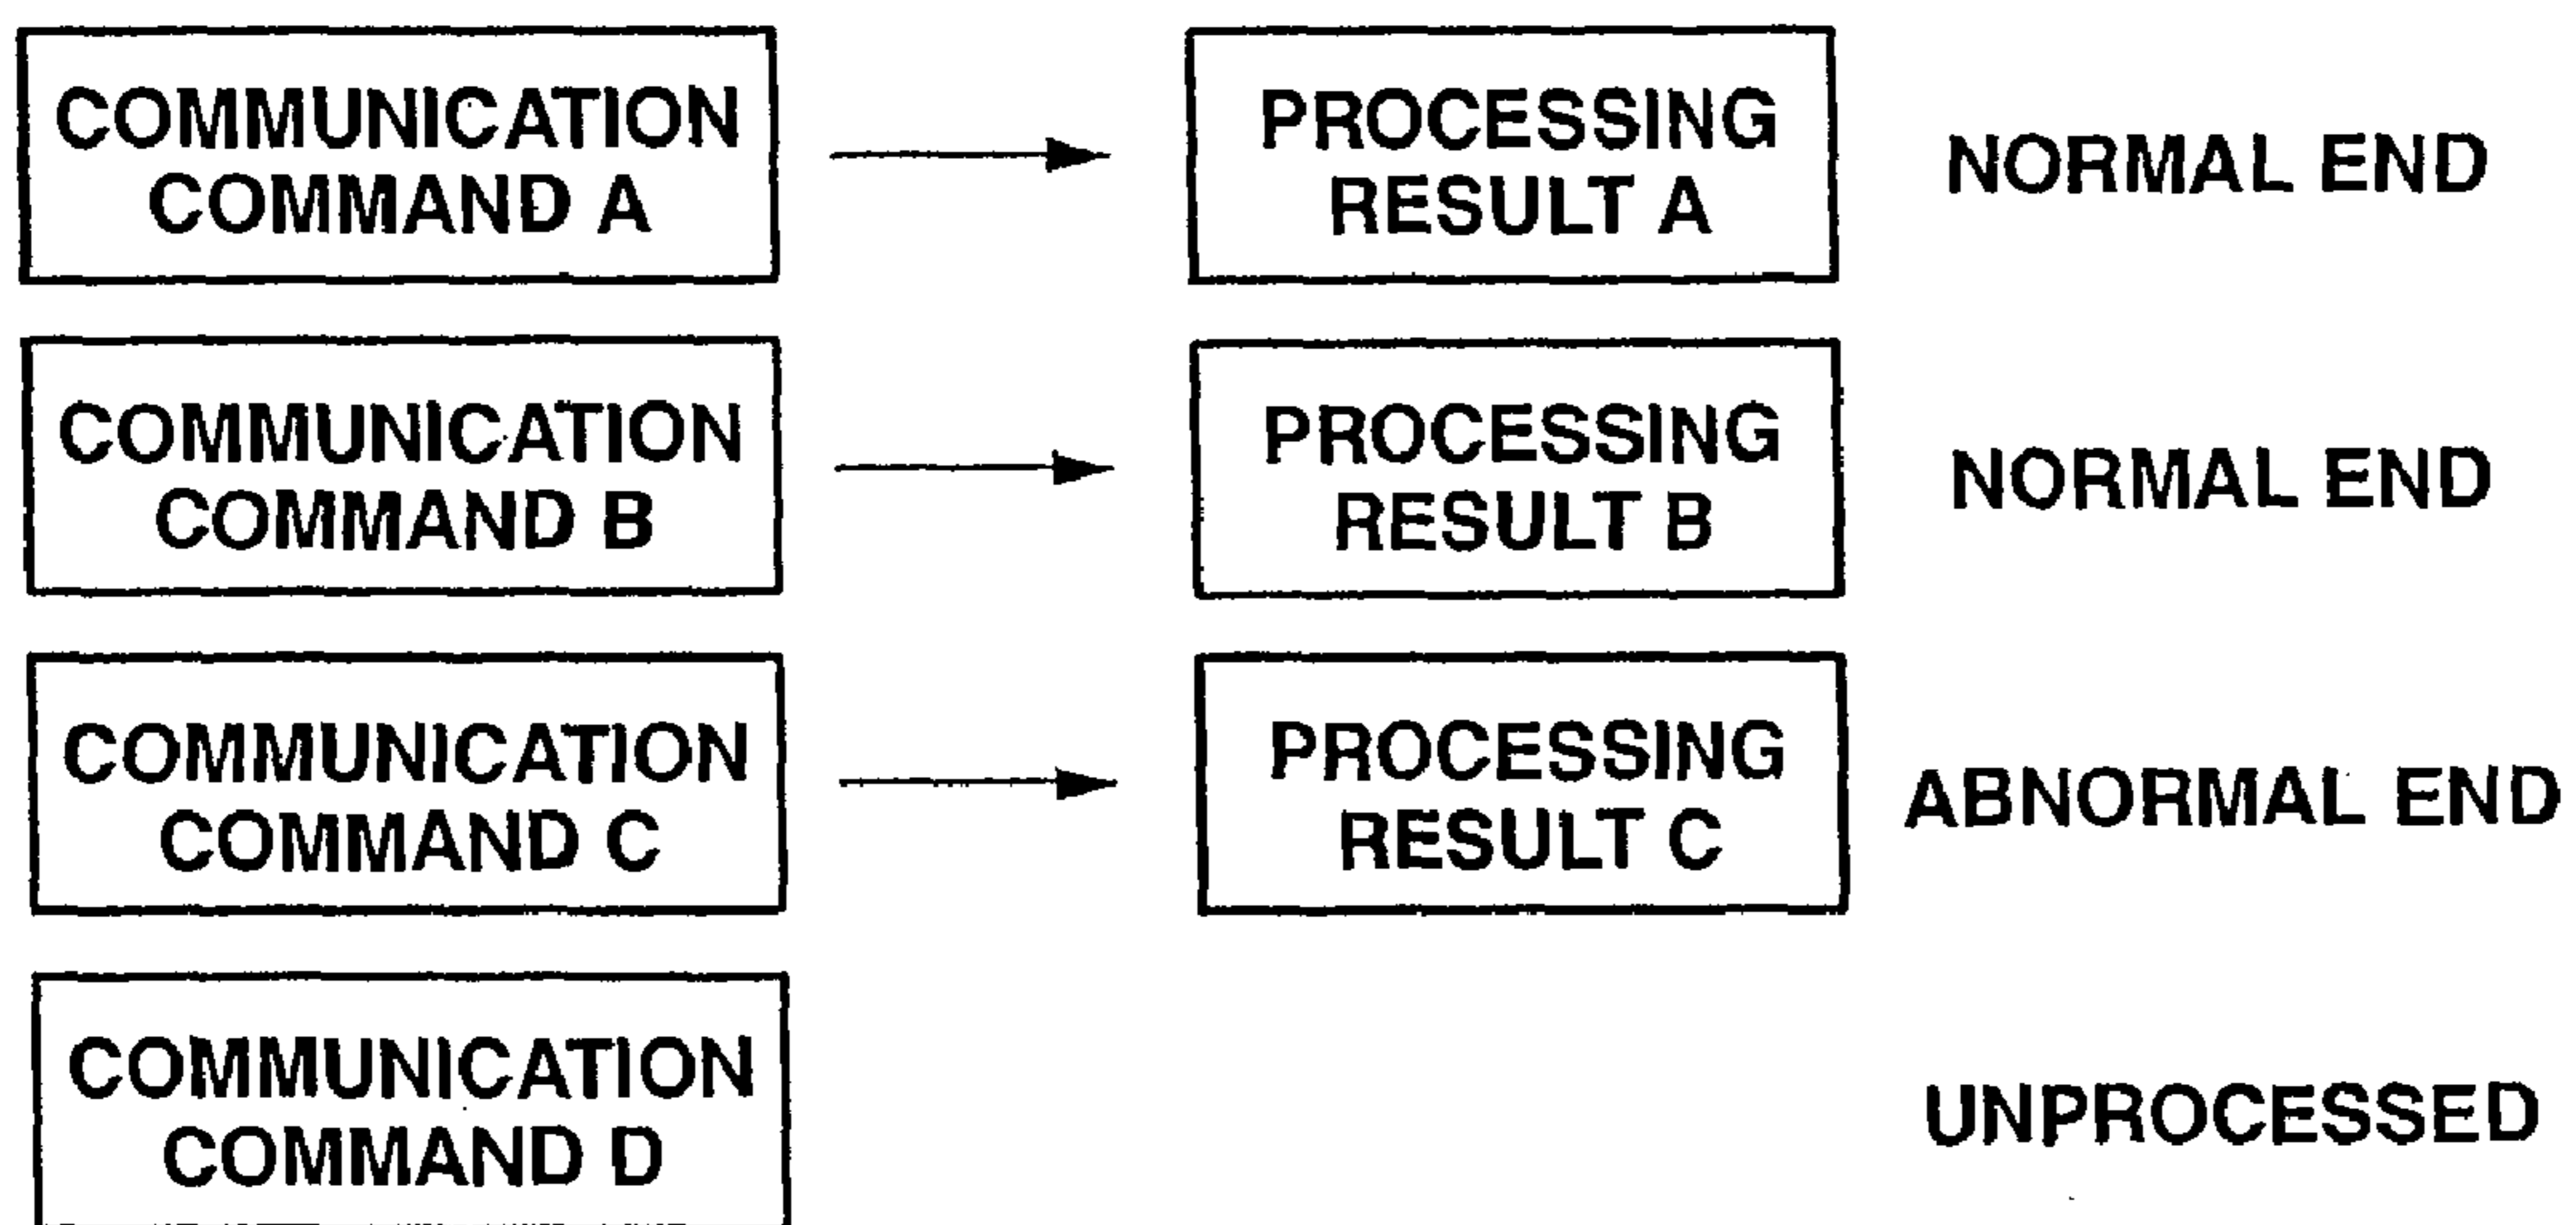 COMMUNICATION
COMMAND A
PROCESSING
RESULT A
NORMAL END
COMMUNICATION
COMMAND B
PROCESSING
RESULT B
NORMAL END
COMMUNICATION
COMMAND C
PROCESSING
RESULT C
ABNORMAL END
COMMUNICATION
COMMAND D
UNPROCESSED